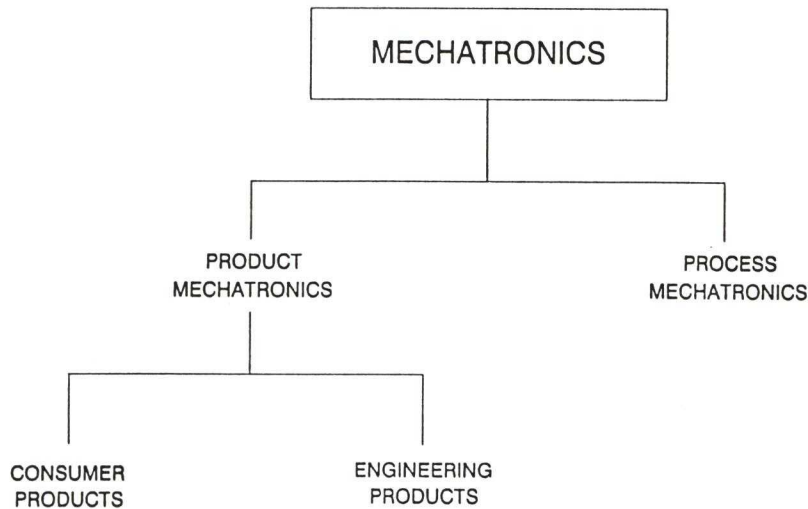 MECHATRONICS
PRODUCT
MECHATRONICS
PROCESS
MECHATRONICS
CONSUMER
PRODUCTS
ENGINEERING
PRODUCTS